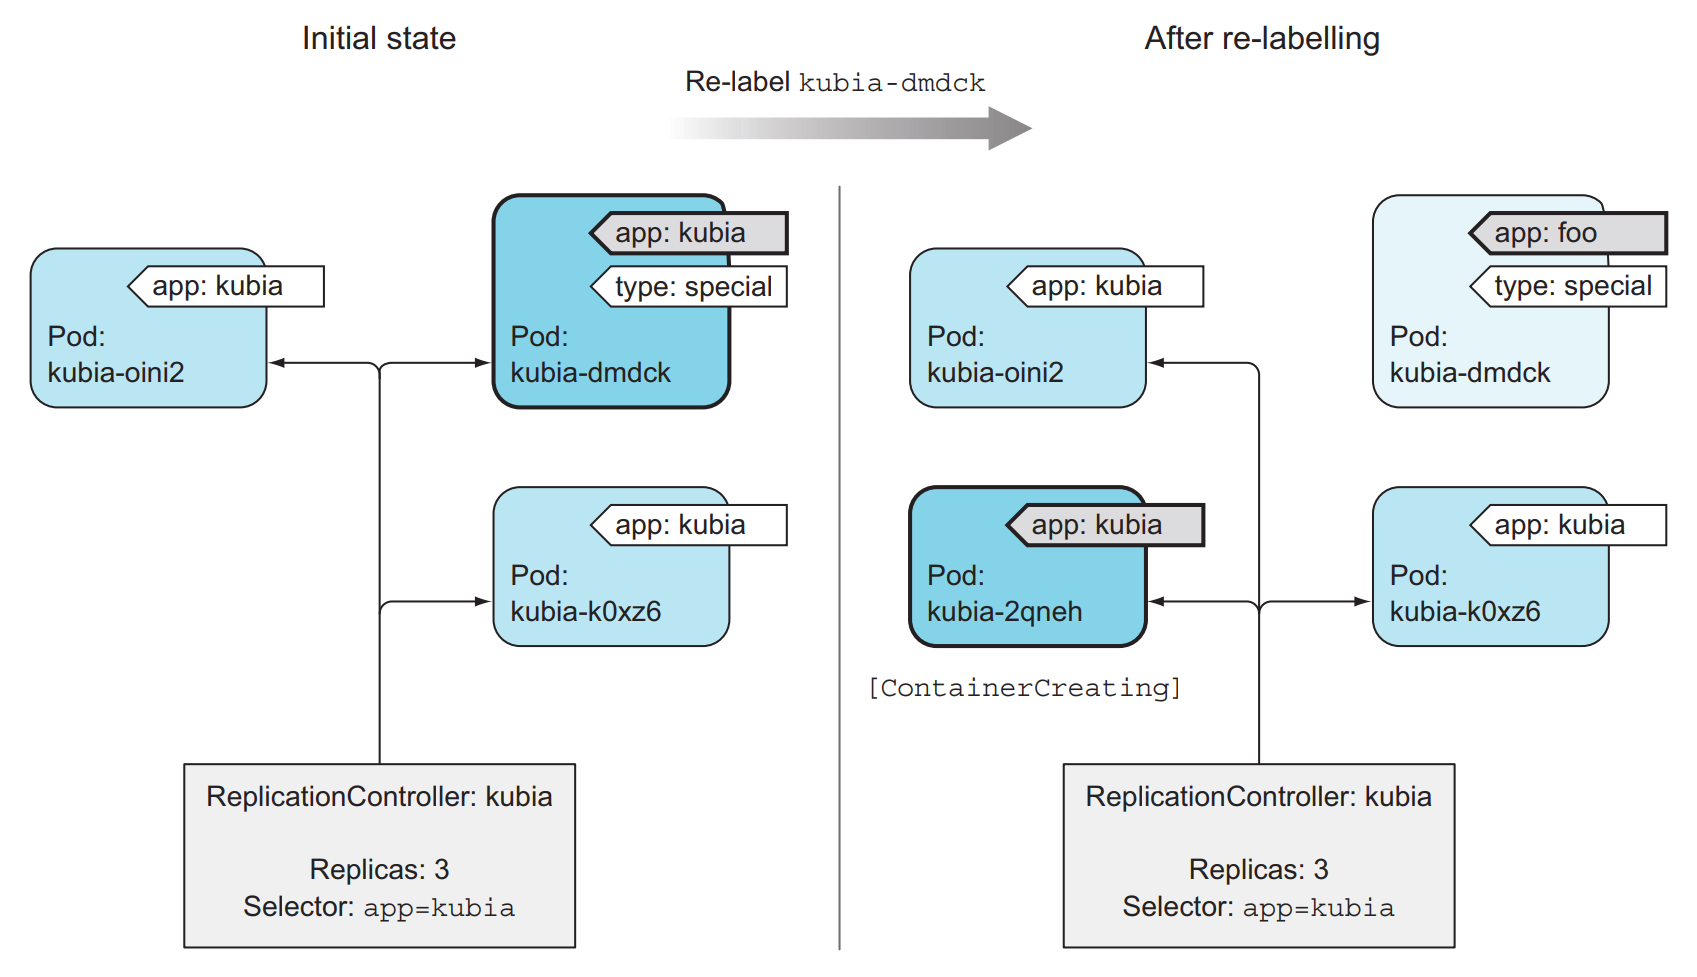 Initial state
After re-labelling
Re-label kubia-dmdck
app: kubia
Pod:
kubia-oini2
app: kubia
type: special
Pod:
kubia-dmdck
app: kubia
Pod:
kubia-k0xz6
ReplicationController: kubia
Replicas: 3
Selector: app=kubia
app: kubia
Pod:
kubia-oini2
app: foo
type: special
Pod:
kubia-dmdck
app: kubia
Pod:
kubia-2qneh
[ContainerCreating]
app: kubia
Pod:
kubia-k0xz6
ReplicationController: kubia
Replicas: 3
Selector: app=kubia